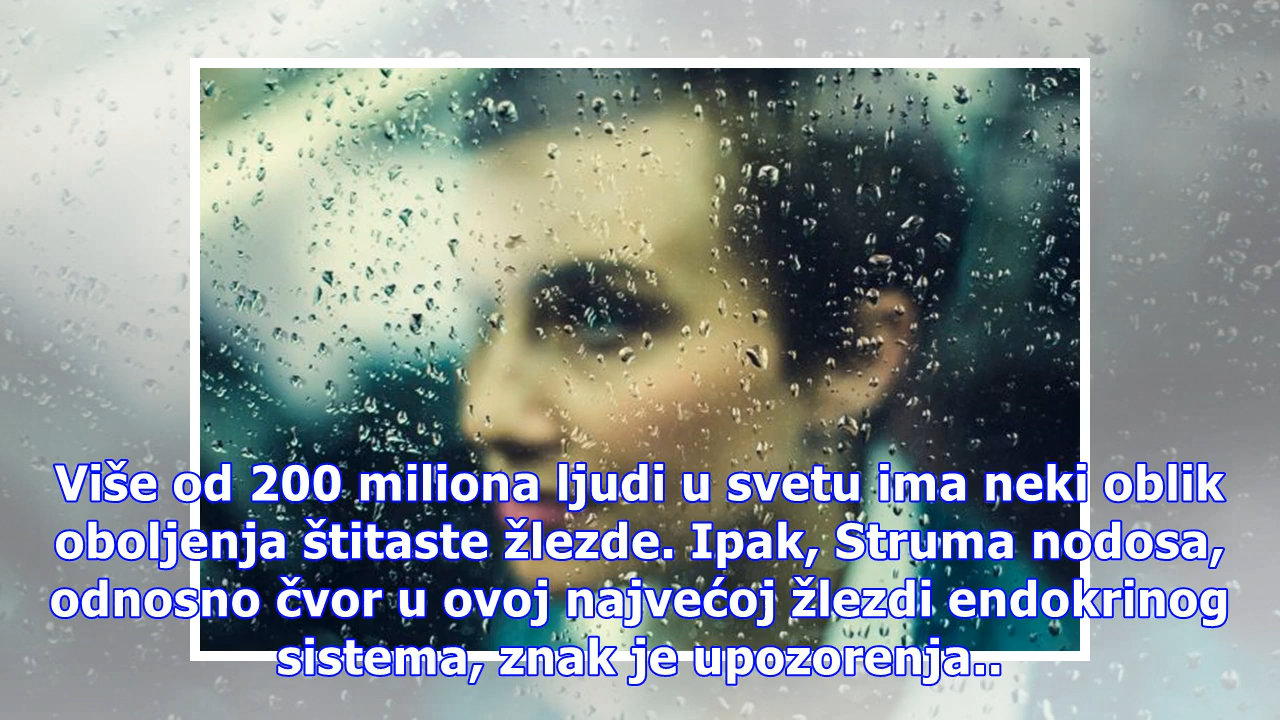 Više od 200 miliona ljudi u svetu ima neki oblik
oboljenja štitaste žlezde. Ipak, Struma nodosa,
odnosno čvor u ovoj najvećoj žlezdi endokrinog
sistema, znak je upozorenja..